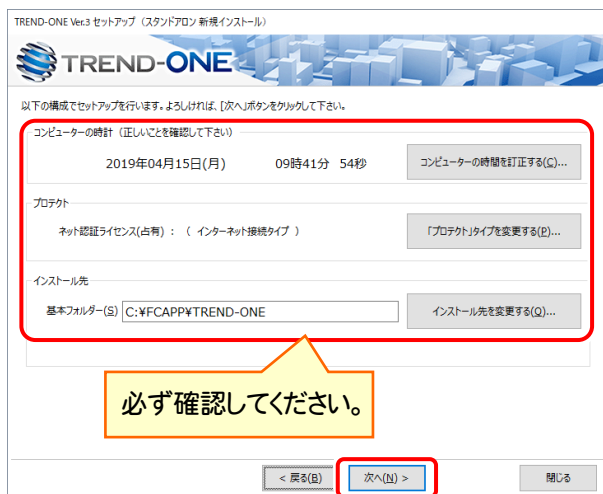 TREND-ONE Ver.3 セットアップ（スタンドアロン 新規インストール）
TREND-ONE
以下の構成でセットアップを行います。よろしければ、[次へ]ボタンをクリックして下さい。
コンピューターの時計（正しいことを確認して下さい）
2019年04月15日(月) 09時41分 54秒 コンピューターの時間を訂正する(C)...
プロテクト
ネット認証ライセンス(占有) : ( インターネット接続タイプ ) 「プロテクト」タイプを変更する(P)...
インストール先
基本フォルダー(S) C:¥FCAPP¥TREND-ONE インストール先を変更する(O)...
必ず確認してください。
< 戻る(B) 次へ(N) > 閉じる